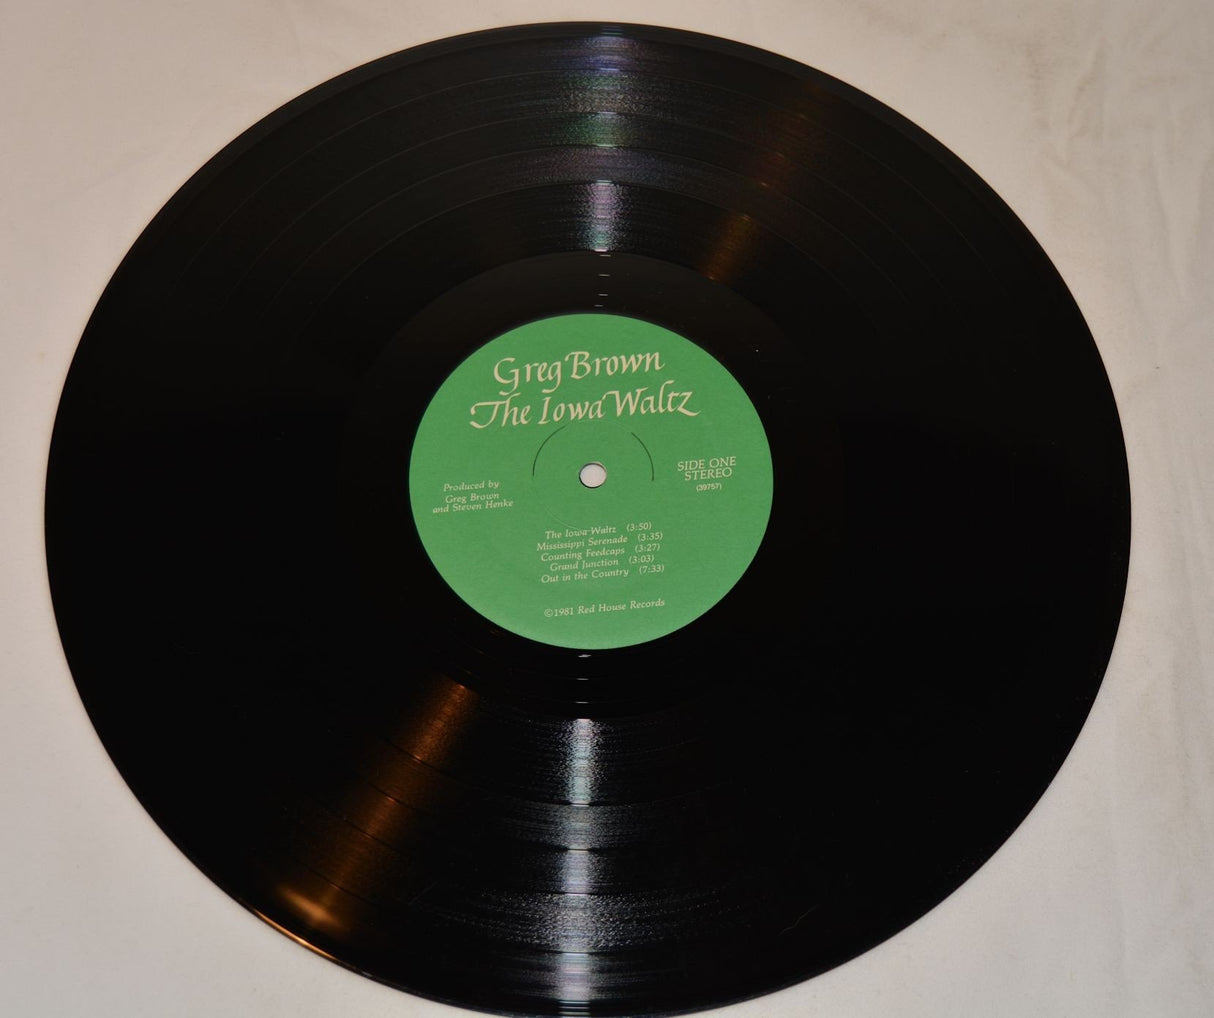 Greg Brown
The Iowa Waltz
SIDE ONE
STEREO
(39757)
Produced by
Greg Brown
and Steven Henke
The Iowa Waltz (3:50)
Mississippi Serenade (3:35)
Counting Feedcaps (3:27)
Grand Junction (3:03)
Out in the Country (7:33)
©1981 Red House Records